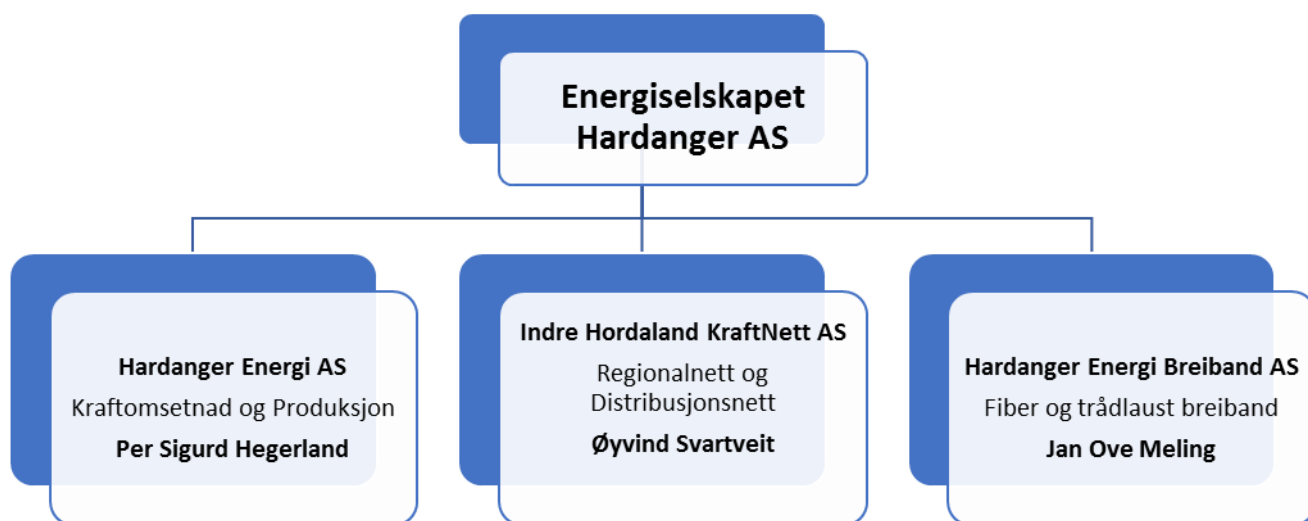 Energiselskapet
Hardanger AS
Hardanger Energi AS
Kraftomsetnad og Produksjon
Per Sigurd Hegerland
Indre Hordaland KraftNett AS
Regionalnett og
Distribusjonsnett
Øyvind Svartveit
Hardanger Energi Breiband AS
Fiber og trådlaust breiband
Jan Ove Meling